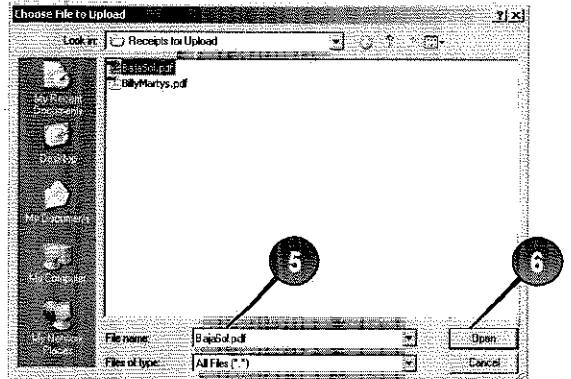 Choose File to Upload
Look in: Receipts for Upload
BajaSol.pdf
BillyMartys.pdf
My Recent
Documents
Desktop
My Documents
My Computer
My Network
Places
5
6
File name: BajaSol.pdf Open
Files of type: All Files (*.*) Cancel